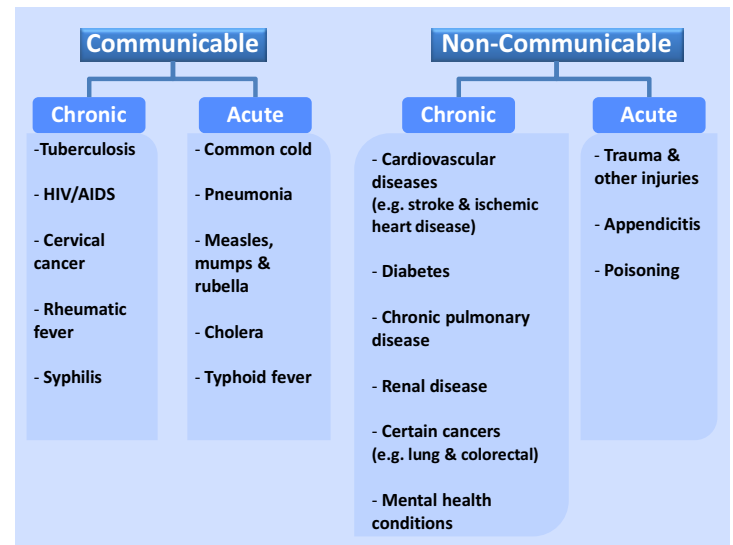 Communicable
Chronic
-Tuberculosis
- HIV/AIDS
- Cervical
cancer
- Rheumatic
fever
- Syphilis
Acute
- Common cold
- Pneumonia
- Measles,
mumps &
rubella
- Cholera
- Typhoid fever
Non-Communicable
Chronic
- Cardiovascular
diseases
(e.g. stroke & ischemic
heart disease)
- Diabetes
- Chronic pulmonary
disease
- Renal disease
- Certain cancers
(e.g. lung & colorectal)
- Mental health
conditions
Acute
- Trauma &
other injuries
- Appendicitis
- Poisoning